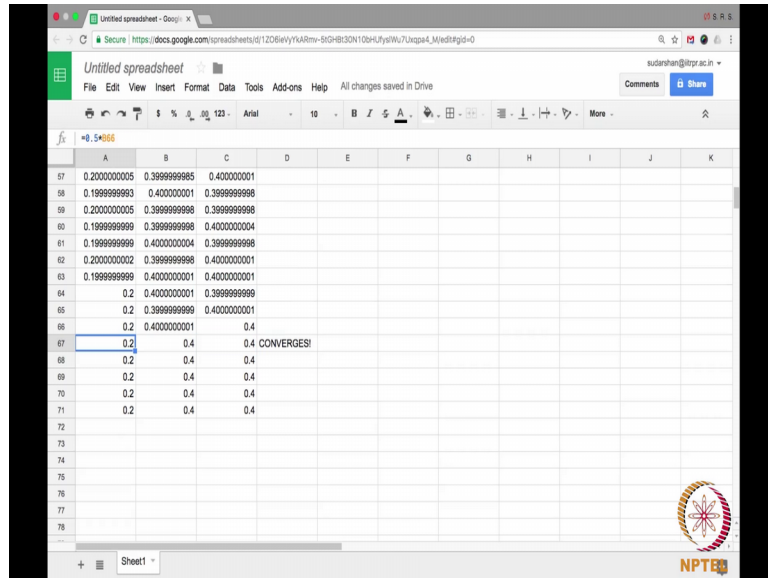 Untitled spreadsheet - Googl X
S. R. S.
Secure https://docs.google.com/spreadsheets/d/
Untitled spreadsheet
sudarshan@iitrpr.ac.in
File Edit View Insert Format Data Tools Add-ons Help All changes saved in Drive
Comments Share
$ % .0 .00 123 Arial 10 B I S A More
fx =0.5*B66
A B C D E F G H I J K
57 0.2000000005 0.3999999985 0.400000001
58 0.1999999993 0.400000001 0.3999999998
59 0.2000000005 0.3999999998 0.3999999998
60 0.1999999999 0.3999999998 0.4000000004
61 0.1999999999 0.4000000004 0.3999999998
62 0.2000000002 0.3999999998 0.4000000001
63 0.1999999999 0.4000000001 0.4000000001
64 0.2 0.4000000001 0.3999999999
65 0.2 0.3999999999 0.4000000001
66 0.2 0.4000000001 0.4
67 0.2 0.4 0.4 CONVERGES!
68 0.2 0.4 0.4
69 0.2 0.4 0.4
70 0.2 0.4 0.4
71 0.2 0.4 0.4
72
73
74
75
76
77
78
+ Sheet1
NPTEL